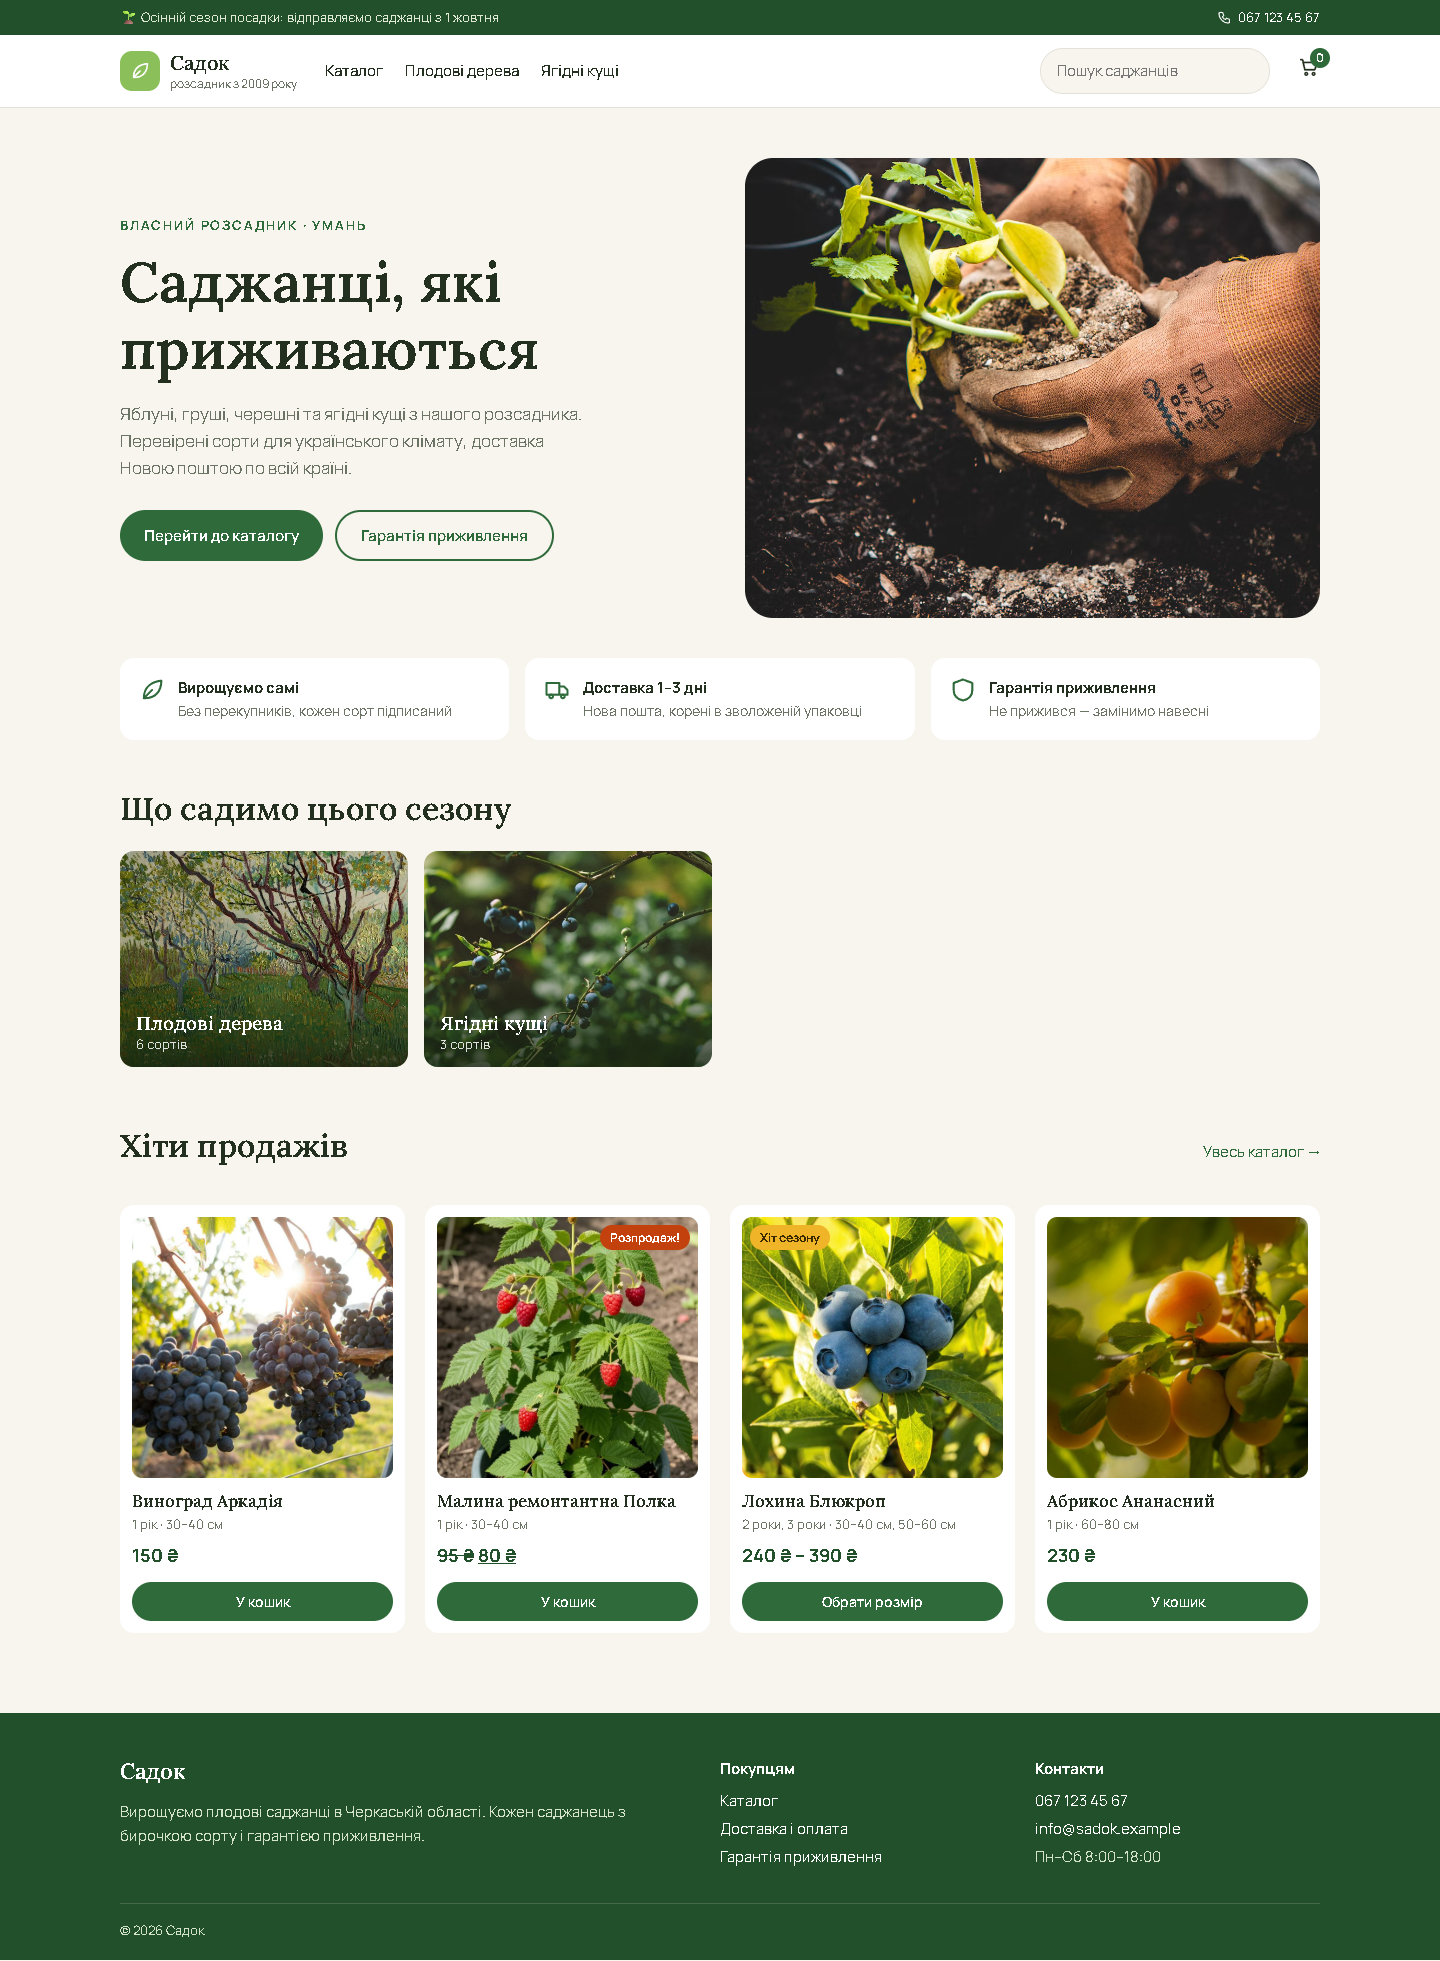 🌱 Осінній сезон посадки: відправляємо саджанці з 1 жовтня
067 123 45 67
Садок
розсадник з 2009 року
Каталог
Плодові дерева
Ягідні кущі
Пошук саджанців
0
ВЛАСНИЙ РОЗСАДНИК · УМАНЬ
Саджанці, які
приживаються
Яблуні, груші, черешні та ягідні кущі з нашого розсадника.
Перевірені сорти для українського клімату, доставка
Новою поштою по всій країні.
Перейти до каталогу
Гарантія приживлення
Вирощуємо самі
Без перекупників, кожен сорт підписаний
Доставка 1–3 дні
Нова пошта, корені в зволоженій упаковці
Гарантія приживлення
Не прижився — замінимо навесні
Що садимо цього сезону
Плодові дерева
6 сортів
Ягідні кущі
3 сортів
Хіти продажів
Увесь каталог →
Виноград Аркадія
1 рік · 30–40 см
150 ₴
У кошик
Розпродаж!
Малина ремонтантна Полка
1 рік · 30–40 см
95 ₴ 80 ₴
У кошик
Хіт сезону
Лохина Блюкроп
2 роки, 3 роки · 30–40 см, 50–60 см
240 ₴ – 390 ₴
Обрати розмір
Абрикос Ананасний
1 рік · 60–80 см
230 ₴
У кошик
Садок
Вирощуємо плодові саджанці в Черкаській області. Кожен саджанець з
бирочкою сорту і гарантією приживлення.
Покупцям
Каталог
Доставка і оплата
Гарантія приживлення
Контакти
067 123 45 67
info@sadok.example
Пн–Сб 8:00–18:00
© 2026 Садок